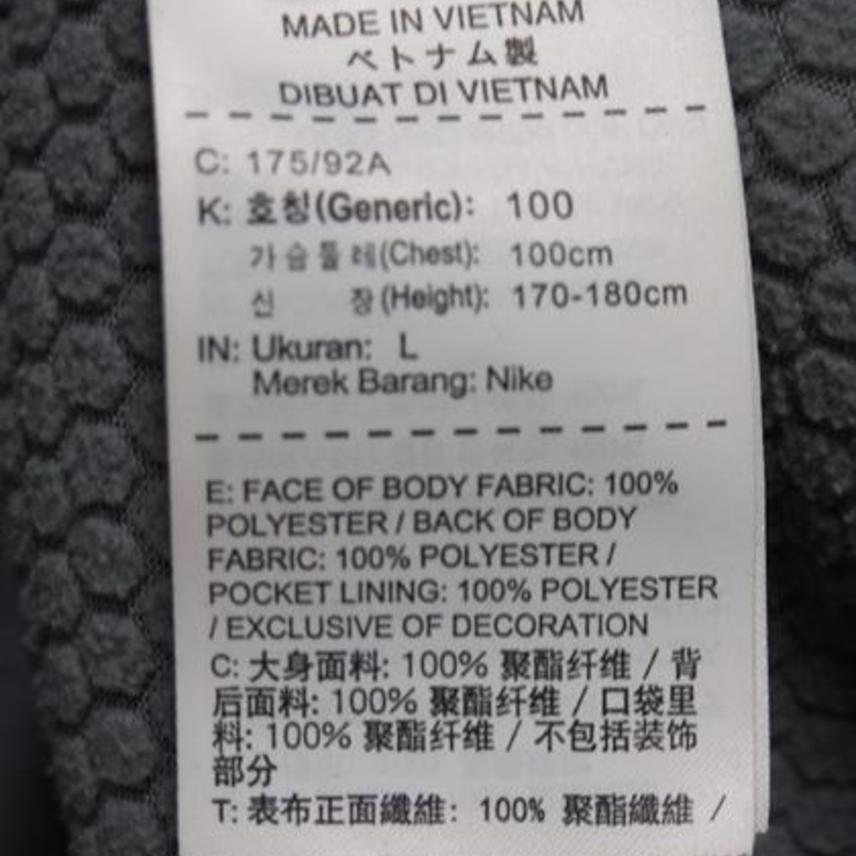 MADE IN VIETNAM
ベトナム製
DIBUAT DI VIETNAM
C: 175/92A
K: 호칭(Generic): 100
가슴둘레(Chest): 100cm
신 장(Height): 170-180cm
IN: Ukuran: L
Merek Barang: Nike
E: FACE OF BODY FABRIC: 100%
POLYESTER / BACK OF BODY
FABRIC: 100% POLYESTER /
POCKET LINING: 100% POLYESTER
/ EXCLUSIVE OF DECORATION
C: 大身面料: 100% 聚酯纤维 / 背
后面料: 100% 聚酯纤维 / 口袋里
料: 100% 聚酯纤维 / 不包括装饰
部分
T: 表布正面纖維: 100% 聚酯纖維 /